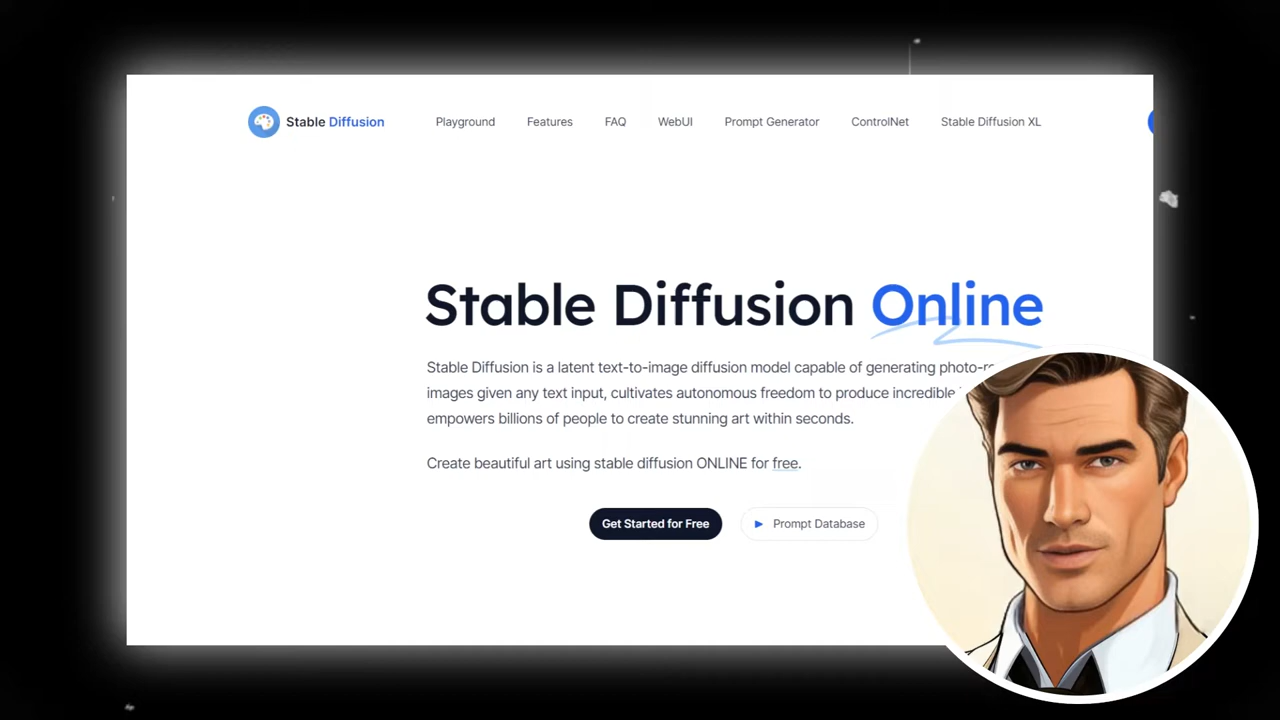 Stable Diffusion
Playground
Features
FAQ
WebUI
Prompt Generator
ControlNet
Stable Diffusion XL
Stable Diffusion Online
Stable Diffusion is a latent text-to-image diffusion model capable of generating
images given any text input, cultivates autonomous freedom to produce incredible
empowers billions of people to create stunning art within seconds.
Create beautiful art using stable diffusion ONLINE for free.
Get Started for Free
Prompt Database